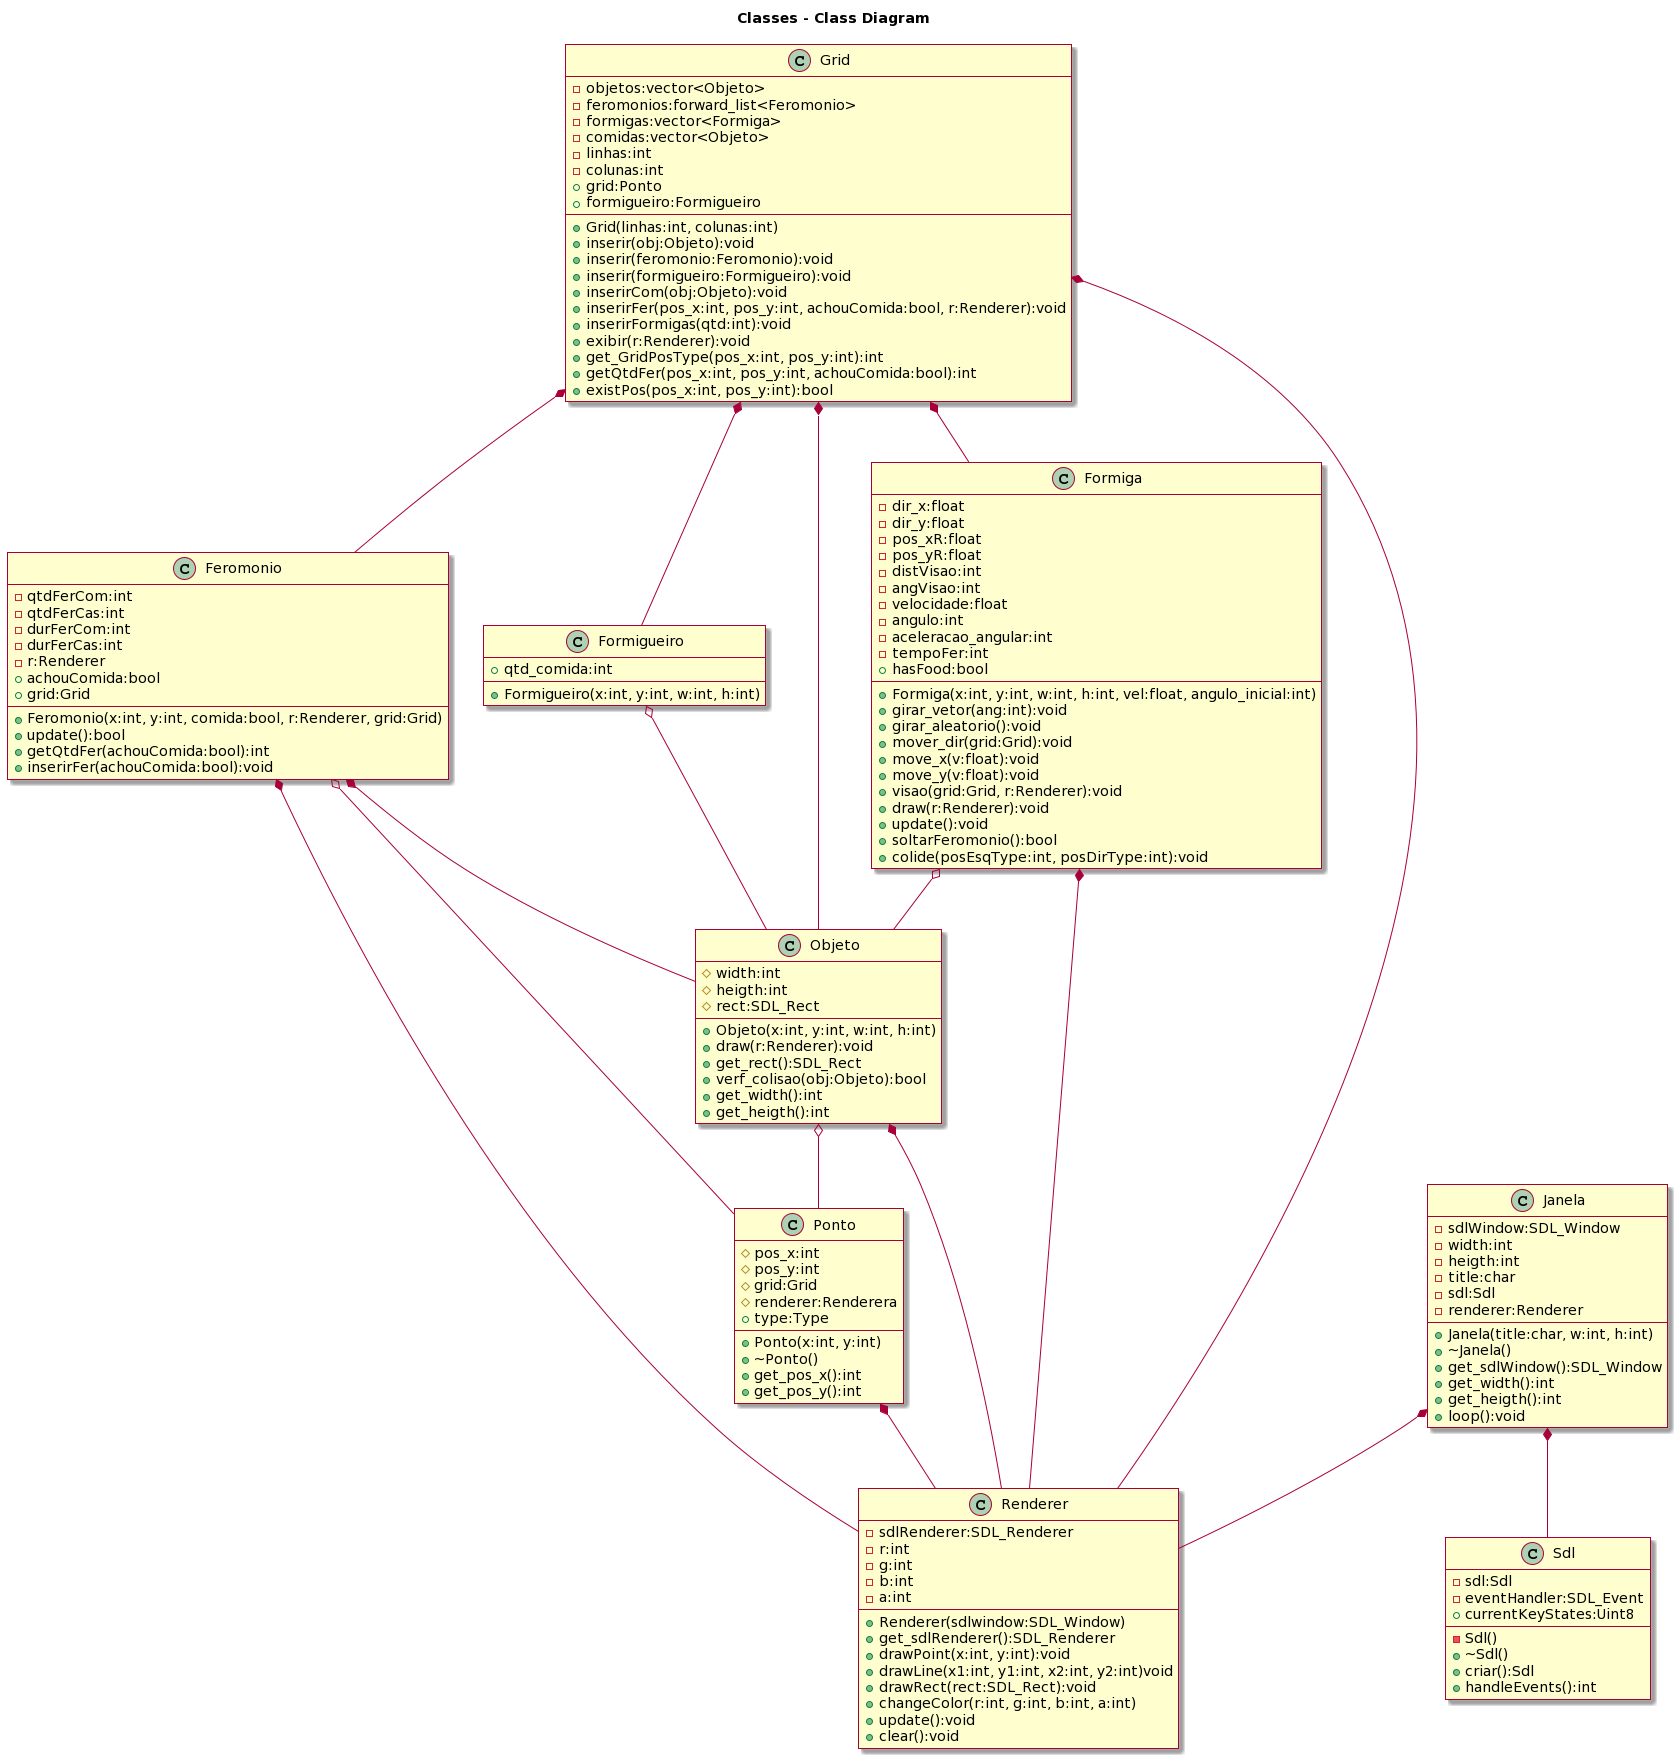 Classes - Class Diagram
C Grid
objetos:vector<Objeto>
feromonios:forward_list<Feromonio>
formigas:vector<Formiga>
comidas:vector<Objeto>
linhas:int
colunas:int
grid:Ponto
formigueiro:Formigueiro
Grid(linhas:int, colunas:int)
inserir(obj:Objeto):void
inserir(feromonio:Feromonio):void
inserir(formigueiro:Formigueiro):void
inserirCom(obj:Objeto):void
inserirFer(pos_x:int, pos_y:int, achouComida:bool, r:Renderer):void
inserirFormigas(qtd:int):void
exibir(r:Renderer):void
get_GridPosType(pos_x:int, pos_y:int):int
getQtdFer(pos_x:int, pos_y:int, achouComida:bool):int
existPos(pos_x:int, pos_y:int):bool
C Formiga
dir_x:float
dir_y:float
pos_xR:float
pos_yR:float
distVisao:int
angVisao:int
velocidade:float
angulo:int
aceleracao_angular:int
tempoFer:int
hasFood:bool
Formiga(x:int, y:int, w:int, h:int, vel:float, angulo_inicial:int)
girar_vetor(ang:int):void
girar_aleatorio():void
mover_dir(grid:Grid):void
move_x(v:float):void
move_y(v:float):void
visao(grid:Grid, r:Renderer):void
draw(r:Renderer):void
update():void
soltarFeromonio():bool
colide(posEsqType:int, posDirType:int):void
C Feromonio
qtdFerCom:int
qtdFerCas:int
durFerCom:int
durFerCas:int
r:Renderer
achouComida:bool
grid:Grid
Feromonio(x:int, y:int, comida:bool, r:Renderer, grid:Grid)
update():bool
getQtdFer(achouComida:bool):int
inserirFer(achouComida:bool):void
C Formigueiro
qtd_comida:int
Formigueiro(x:int, y:int, w:int, h:int)
C Objeto
width:int
heigth:int
rect:SDL_Rect
Objeto(x:int, y:int, w:int, h:int)
draw(r:Renderer):void
get_rect():SDL_Rect
verf_colisao(obj:Objeto):bool
get_width():int
get_heigth():int
C Ponto
pos_x:int
pos_y:int
grid:Grid
renderer:Renderera
type:Type
Ponto(x:int, y:int)
~Ponto()
get_pos_x():int
get_pos_y():int
C Janela
sdlWindow:SDL_Window
width:int
heigth:int
title:char
sdl:Sdl
renderer:Renderer
Janela(title:char, w:int, h:int)
~Janela()
get_sdlWindow():SDL_Window
get_width():int
get_heigth():int
loop():void
C Renderer
sdlRenderer:SDL_Renderer
r:int
g:int
b:int
a:int
Renderer(sdlwindow:SDL_Window)
get_sdlRenderer():SDL_Renderer
drawPoint(x:int, y:int):void
drawLine(x1:int, y1:int, x2:int, y2:int)void
drawRect(rect:SDL_Rect):void
changeColor(r:int, g:int, b:int, a:int)
update():void
clear():void
C Sdl
sdl:Sdl
eventHandler:SDL_Event
currentKeyStates:Uint8
Sdl()
~Sdl()
criar():Sdl
handleEvents():int